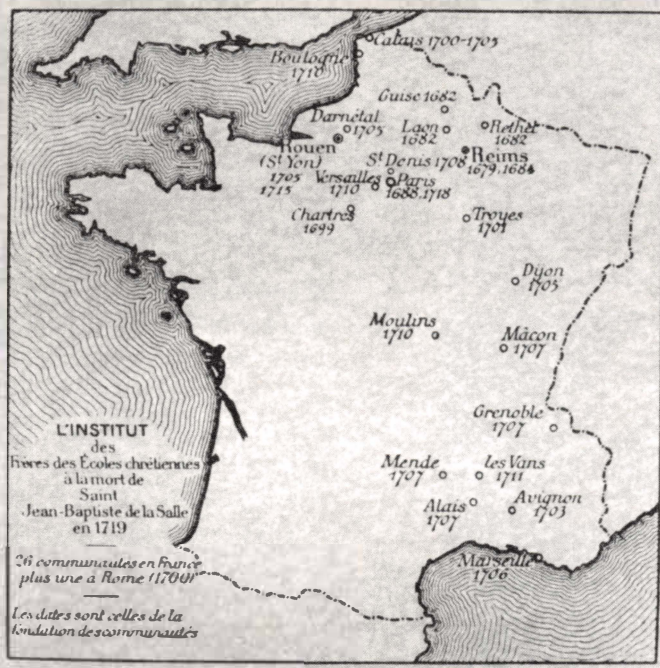 Calais 1700-1705
Boulogne
1710
Guise 1682
Darnétal
1705
Laon
1682
Rethel
1682
Rouen
(St Yon)
1705
1715
St Denis 1708
Reims
1679, 1684
Versailles
1710
Paris
1688, 1718
Chartres
1699
Troyes
1701
Dijon
1705
Moulins
1710
Mâcon
1707
Grenoble
1707
L'INSTITUT
des
Frères des Écoles chrétiennes
à la mort de
Saint
Jean-Baptiste de la Salle
en 1719
Mende
1707
les Vans
1711
Alais
1707
Avignon
1703
Marseille
1706
26 communautés en France
plus une à Rome (1700)
Les dates sont celles de la
fondation des communautés